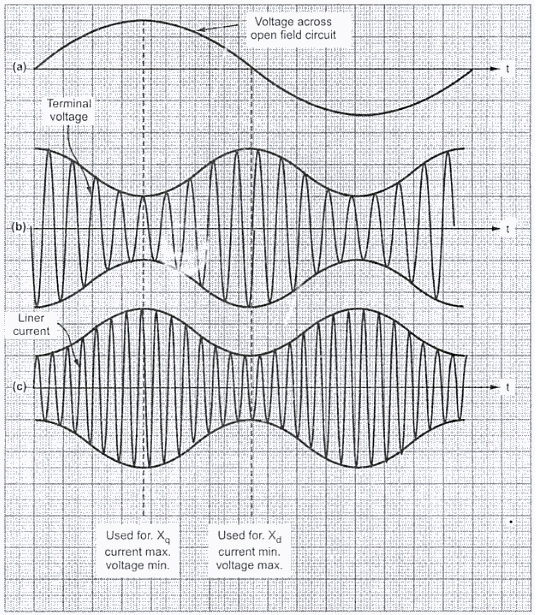 Voltage across
open field circuit
(a)
t
Terminal
voltage
(b)
t
Liner
current
(c)
t
Used for. Xq
current max.
voltage min.
Used for. Xd
current min.
voltage max.